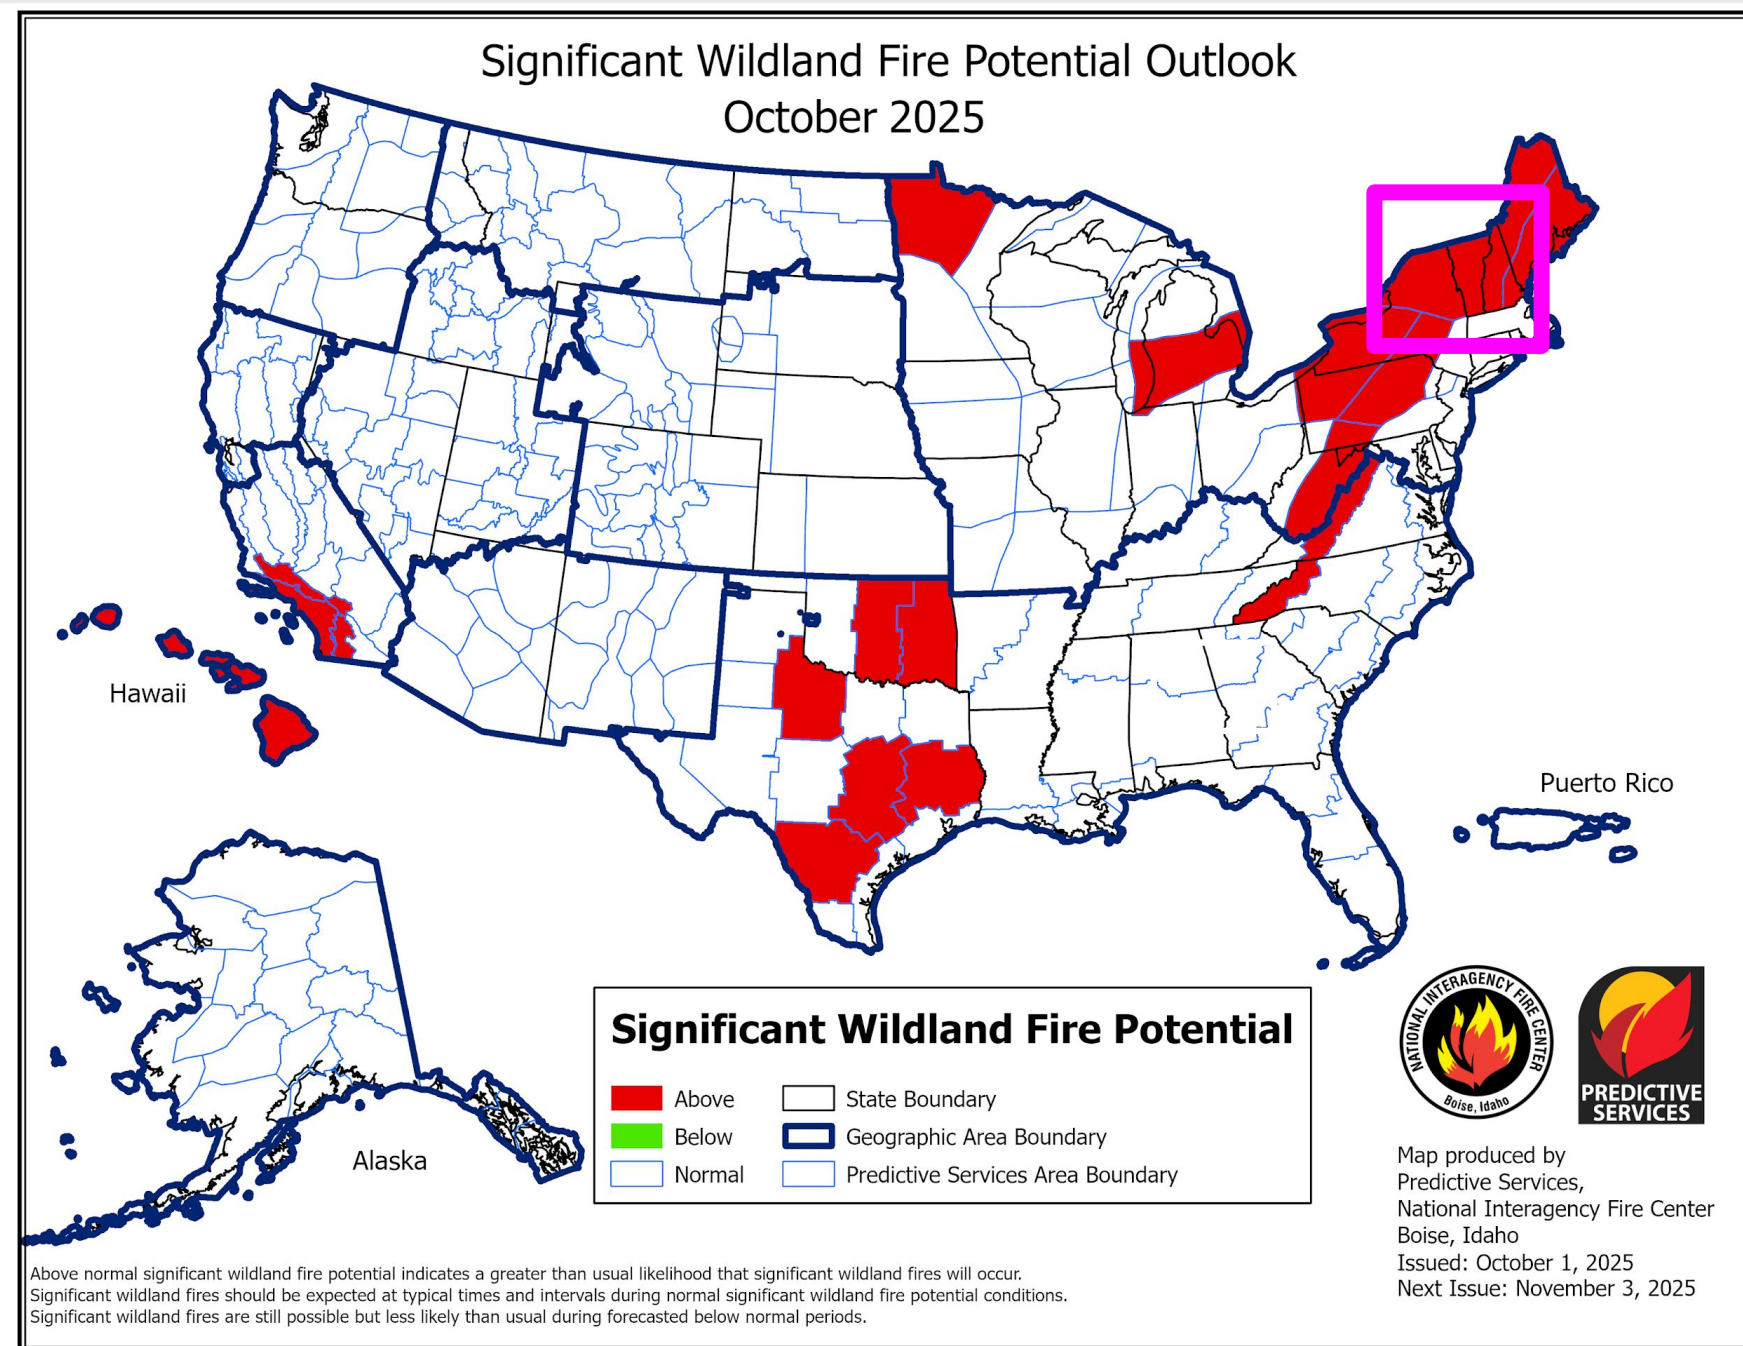 Significant Wildland Fire Potential Outlook
October 2025
Hawaii
Puerto Rico
Alaska
Significant Wildland Fire Potential
Above
Below
Normal
State Boundary
Geographic Area Boundary
Predictive Services Area Boundary
NATIONAL INTERAGENCY FIRE CENTER
Boise, Idaho
PREDICTIVE
SERVICES
Map produced by
Predictive Services,
National Interagency Fire Center
Boise, Idaho
Issued: October 1, 2025
Next Issue: November 3, 2025
Above normal significant wildland fire potential indicates a greater than usual likelihood that significant wildland fires will occur.
Significant wildland fires should be expected at typical times and intervals during normal significant wildland fire potential conditions.
Significant wildland fires are still possible but less likely than usual during forecasted below normal periods.